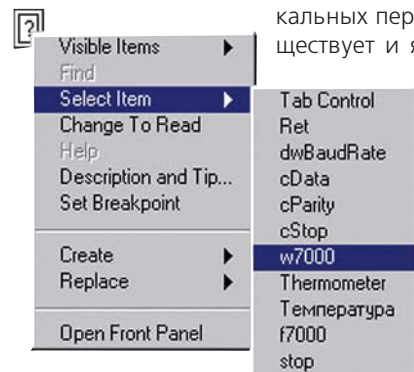 ?
кальных пер
ществует и я
Visible Items
Find
Select Item
Change To Read
Help
Description and Tip...
Set Breakpoint
Create
Replace
Open Front Panel
Tab Control
Ret
dwBaudRate
cData
cParity
cStop
w7000
Thermometer
Температура
f7000
stop